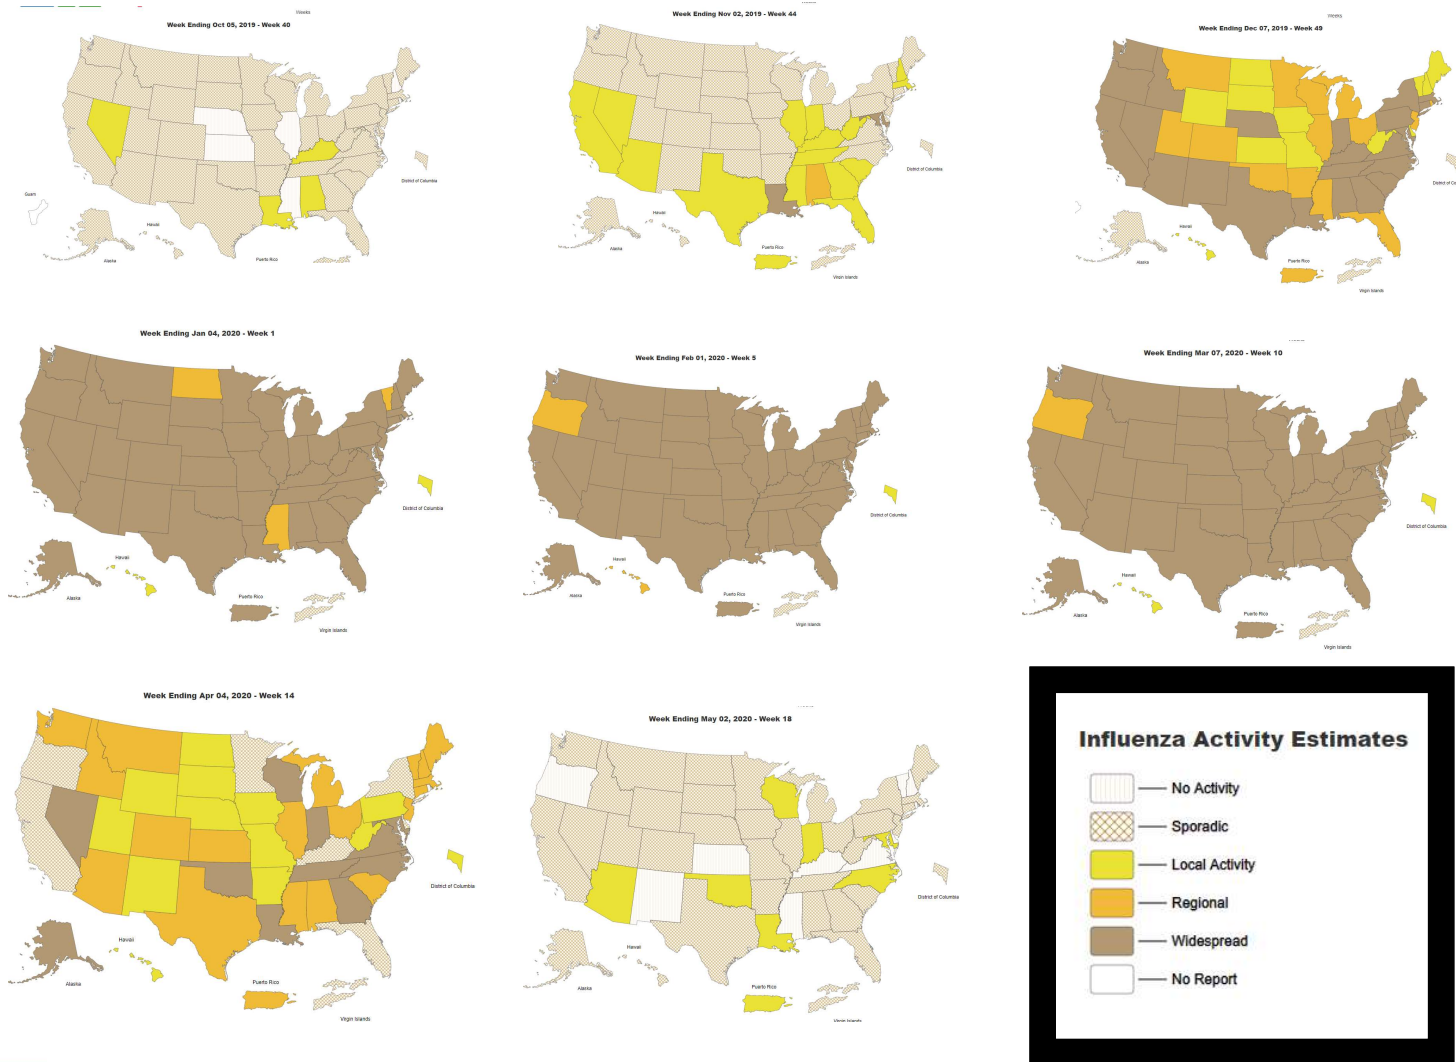 Weeks
Week Ending Oct 05, 2019 - Week 40
Guam
Hawaii
Alaska
Puerto Rico
District of Columbia
Week Ending Nov 02, 2019 - Week 44
Hawaii
Alaska
Puerto Rico
Virgin Islands
District of Columbia
Weeks
Week Ending Dec 07, 2019 - Week 49
Hawaii
Alaska
Puerto Rico
Virgin Islands
District of Co
Week Ending Jan 04, 2020 - Week 1
Hawaii
Alaska
Puerto Rico
Virgin Islands
District of Columbia
Week Ending Feb 01, 2020 - Week 5
Hawaii
Alaska
Puerto Rico
Virgin Islands
District of Columbia
Week Ending Mar 07, 2020 - Week 10
Hawaii
Alaska
Puerto Rico
Virgin Islands
District of Columbia
Week Ending Apr 04, 2020 - Week 14
Hawaii
Alaska
Puerto Rico
Virgin Islands
District of Columbia
Week Ending May 02, 2020 - Week 18
Hawaii
Alaska
Puerto Rico
Virgin Islands
District of Columbia
Influenza Activity Estimates
No Activity
Sporadic
Local Activity
Regional
Widespread
No Report